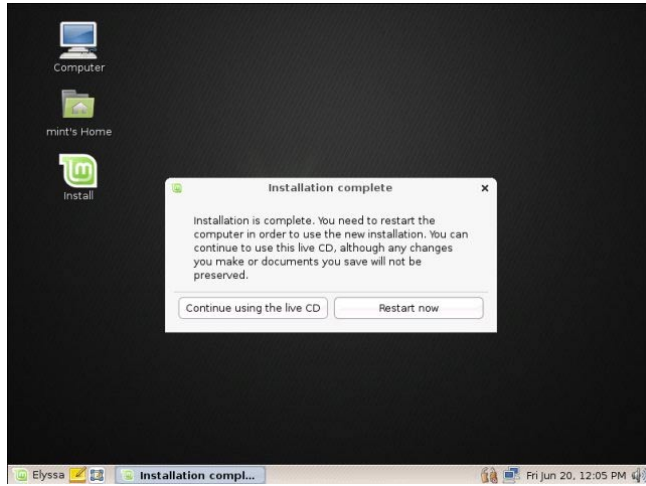 Computer
mint's Home
Install
Installation complete
Installation is complete. You need to restart the
computer in order to use the new installation. You can
continue to use this live CD, although any changes
you make or documents you save will not be
preserved.
Continue using the live CD
Restart now
Elyssa
Installation compl...
Fri Jun 20, 12:05 PM